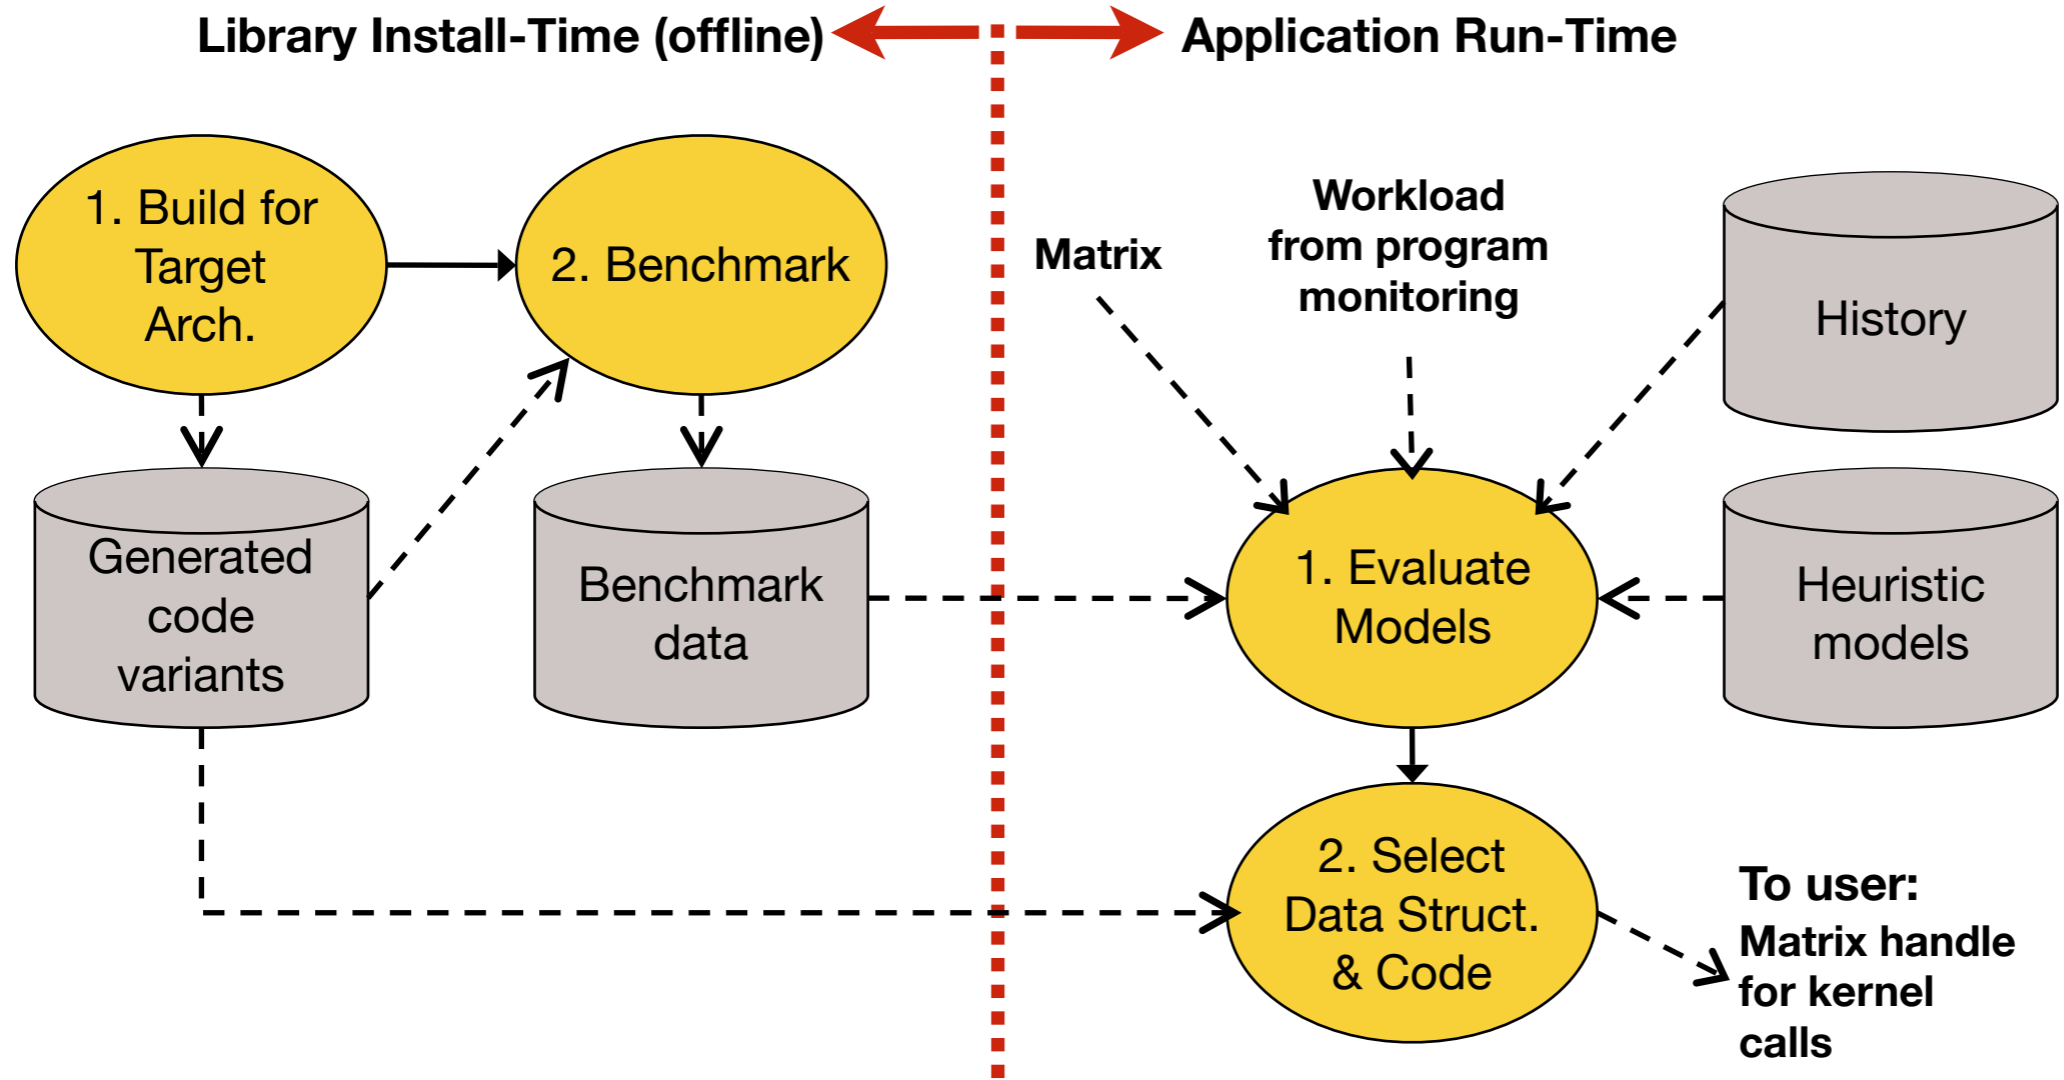 Library Install-Time (offline)
Application Run-Time
1. Build for
Target
Arch.
2. Benchmark
Generated
code
variants
Benchmark
data
Matrix
Workload
from program
monitoring
History
1. Evaluate
Models
Heuristic
models
2. Select
Data Struct.
& Code
To user:
Matrix handle
for kernel
calls